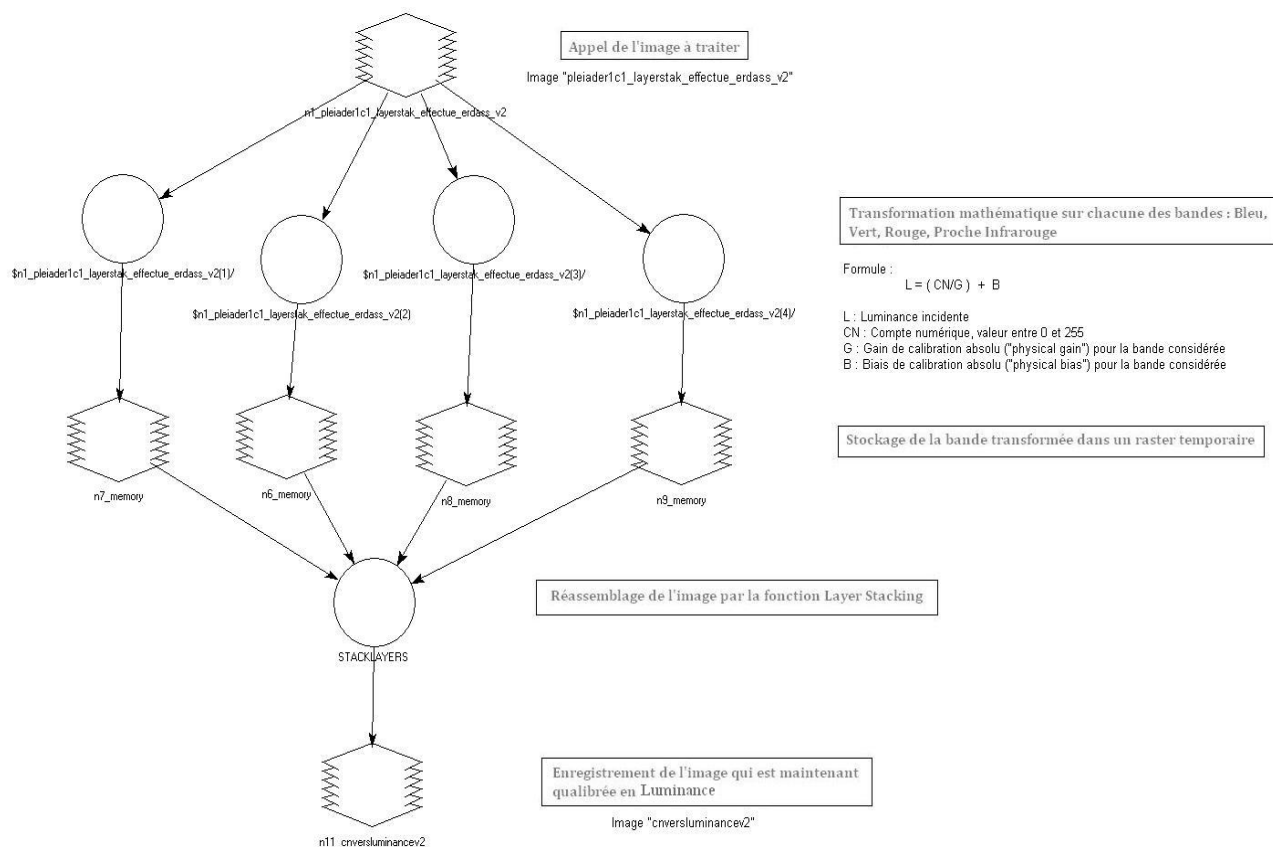 Appel de l'image à traiter
Image "pleiader1c1_layerstak_effectue_erdass_v2"
n1_pleiader1c1_layerstak_effectue_erdass_v2
Transformation mathématique sur chacune des bandes : Bleu,
Vert, Rouge, Proche Infrarouge
$n1_pleiader1c1_layerstak_effectue_erdass_v2(1)/
$n1_pleiader1c1_layerstak_effectue_erdass_v2(2)
$n1_pleiader1c1_layerstak_effectue_erdass_v2(3)/
$n1_pleiader1c1_layerstak_effectue_erdass_v2(4)/
Formule :
L = ( CN/G ) + B
L : Luminance incidente
CN : Compte numérique, valeur entre 0 et 255
G : Gain de calibration absolu ("physical gain") pour la bande considérée
B : Biais de calibration absolu ("physical bias") pour la bande considérée
Stockage de la bande transformée dans un raster temporaire
n7_memory
n6_memory
n8_memory
n9_memory
Réassemblage de l'image par la fonction Layer Stacking
STACKLAYERS
Enregistrement de l'image qui est maintenant
qualibrée en Luminance
Image "cnversluminancev2"
n11_cnversluminancev2